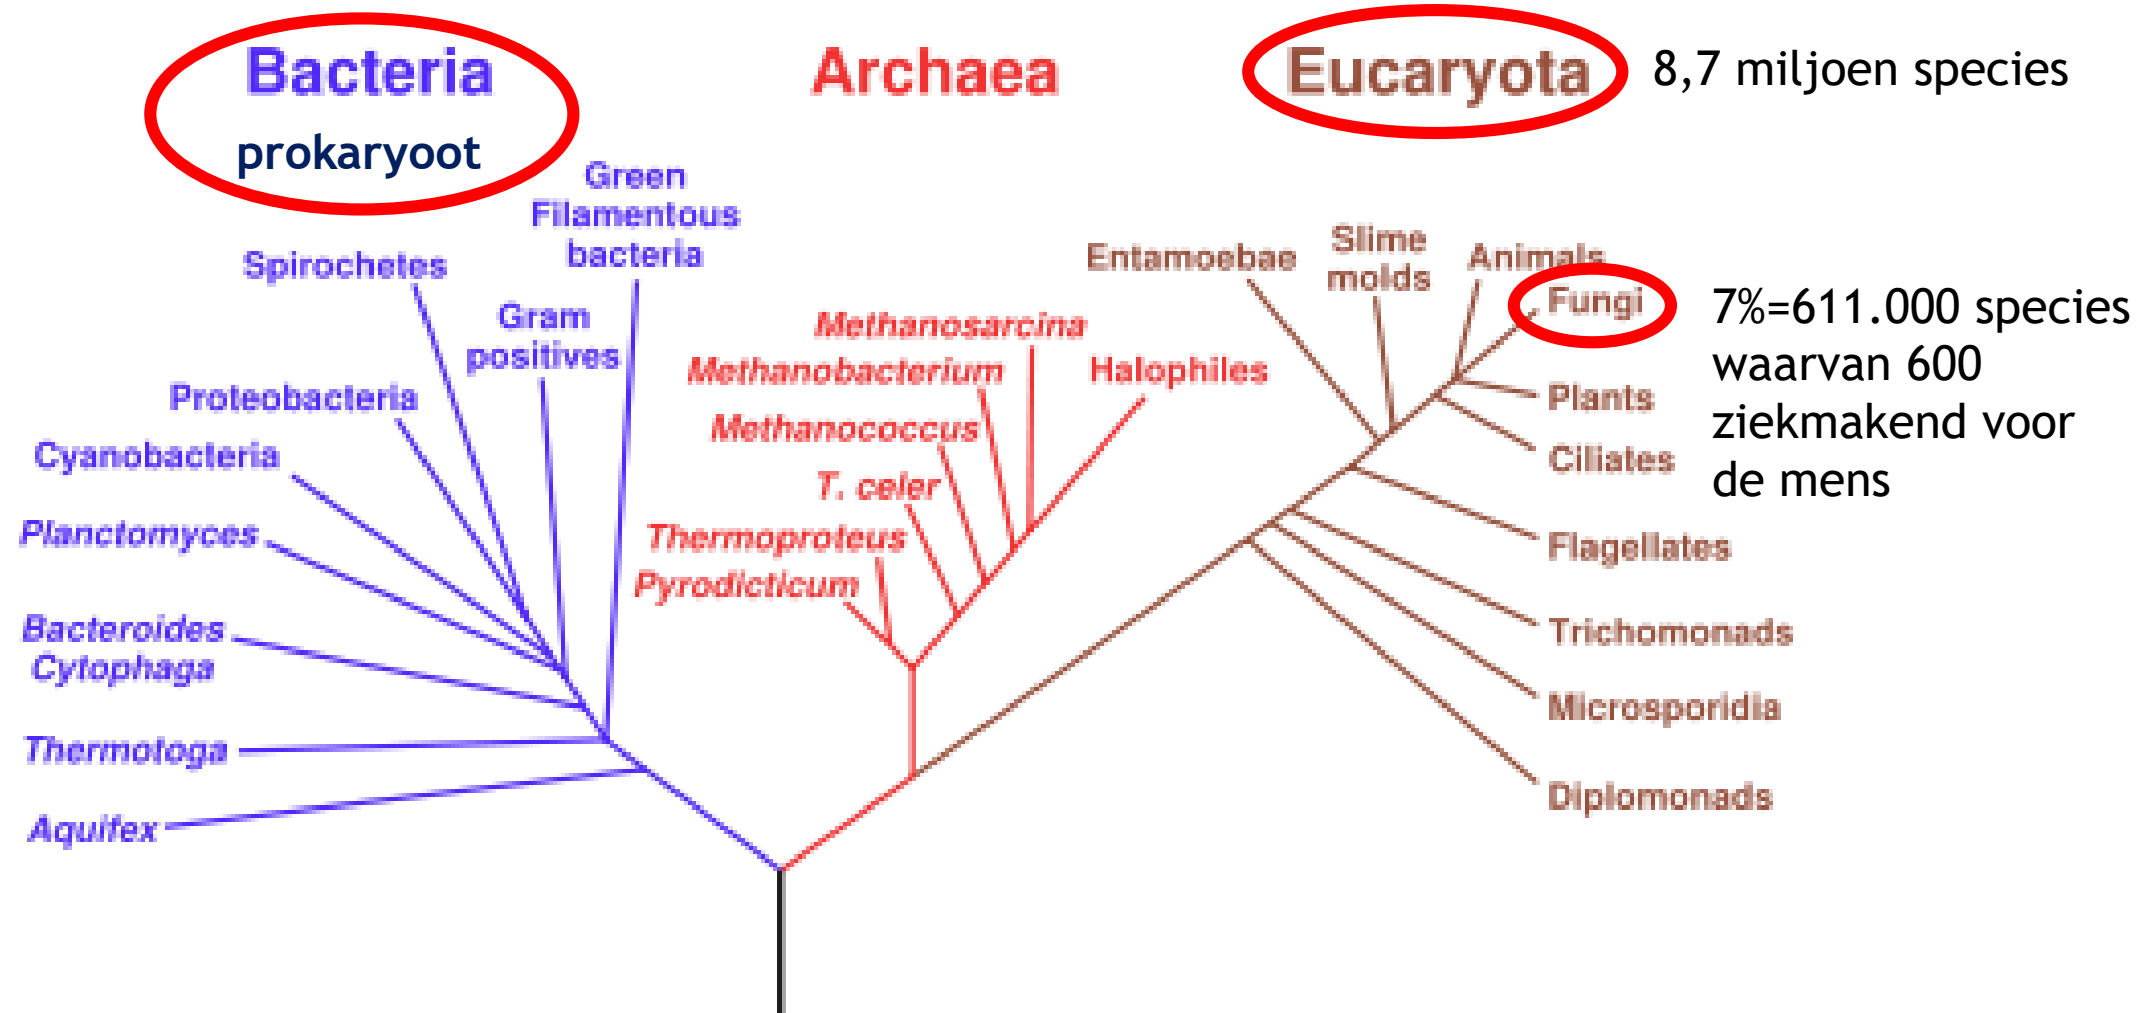 Bacteria
prokaryoot
Archaea
Eucaryota
8,7 miljoen species
Green
Filamentous
bacteria
Spirochetes
Gram
positives
Proteobacteria
Cyanobacteria
Planctomyces
Bacteroides
Cytophaga
Thermotoga
Aquifex
Methanosarcina
Methanobacterium
Halophiles
Methanococcus
T. celer
Thermoproteus
Pyrodicticum
Entamoebae
Slime
molds
Animals
Fungi
7%=611.000 species
waarvan 600
ziekmakend voor
de mens
Plants
Ciliates
Flagellates
Trichomonads
Microsporidia
Diplomonads